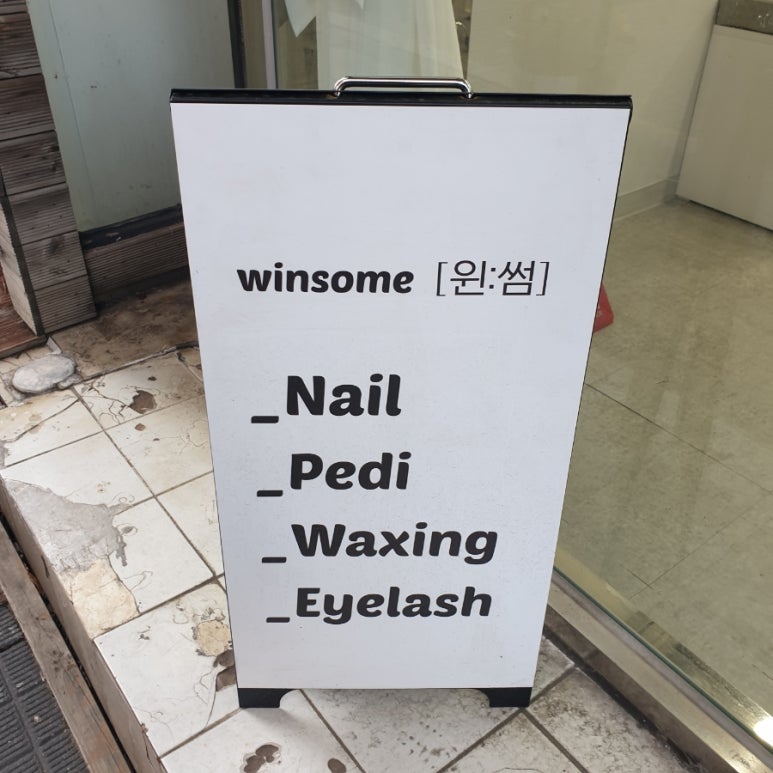 winsome [윈:썸]
_Nail
_Pedi
_Waxing
_Eyelash